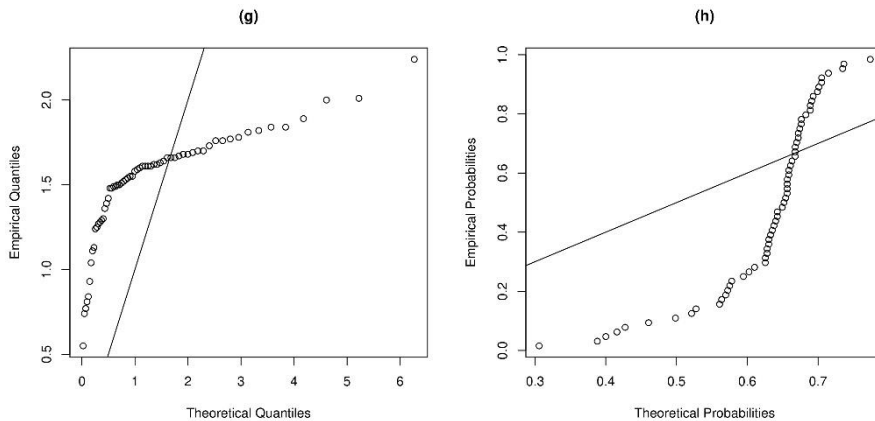 (g)
Empirical Quantiles
2.0
1.5
1.0
0.5
0 1 2 3 4 5 6
Theoretical Quantiles
(h)
Empirical Probabilities
1.0
0.8
0.6
0.4
0.2
0.0
0.3 0.4 0.5 0.6 0.7
Theoretical Probabilities